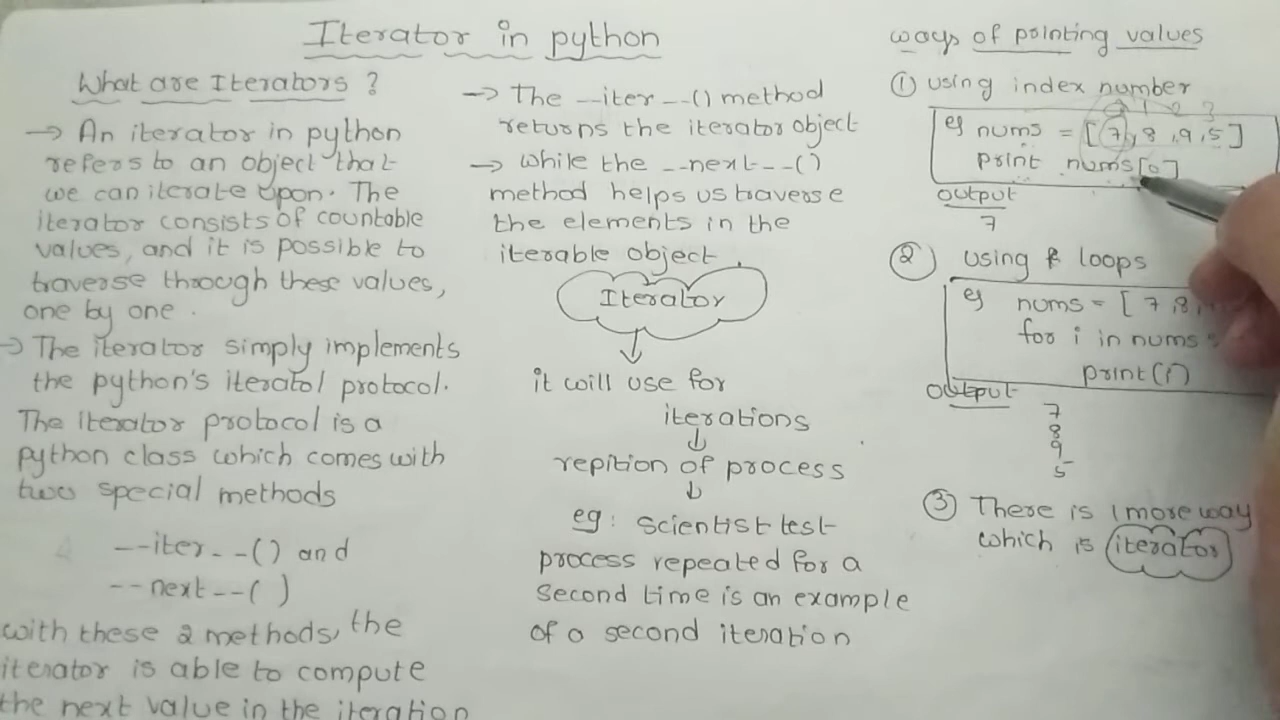 Iterator in python
What are Iterators ?
→ An iterator in python
refers to an object that
we can iterate upon. The
iterator consists of countable
values, and it is possible to
traverse through these values,
one by one .
→ The iterator simply implements
the python's iterator protocol.
The iterator protocol is a
python class which comes with
two special methods
--iter--() and
--next--( )
with these 2 methods, the
iterator is able to compute
the next value in the iteration
→ The --iter--() method
returns the iterator object
→ while the --next--()
method helps us traverse
the elements in the
iterable object .
Iterator
it will use for
iterations
↓
repition of process
↓
eg: scientist test
process repeated for a
second time is an example
of a second iteration
ways of printing values
① using index number
1 2 3
eg nums = [7,8,9,5]
print nums[0]
output
7
② using loops
eg nums = [ 7,8,
for i in nums
print(i)
output
7
8
9
5
③ There is 1 more way
which is iterator